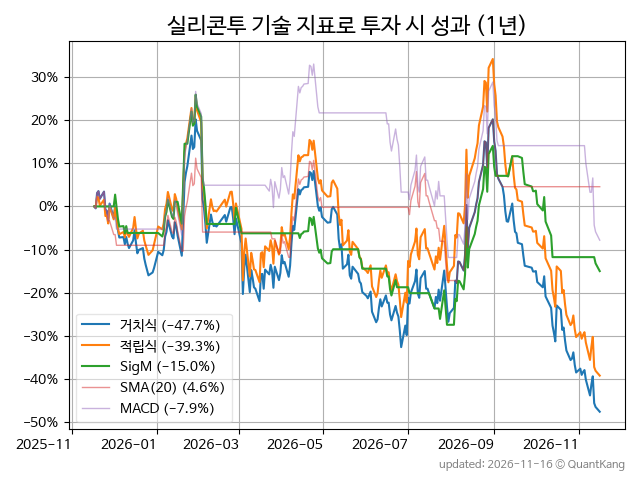 실리콘투 기술 지표로 투자 시 성과 (1년)
30%
20%
10%
0%
−10%
−20%
−30%
−40%
−50%
거치식 (−47.7%)
적립식 (−39.3%)
SigM (−15.0%)
SMA(20) (4.6%)
MACD (−7.9%)
2025-11 2026-01 2026-03 2026-05 2026-07 2026-09 2026-11
updated: 2026-11-16 © QuantKang